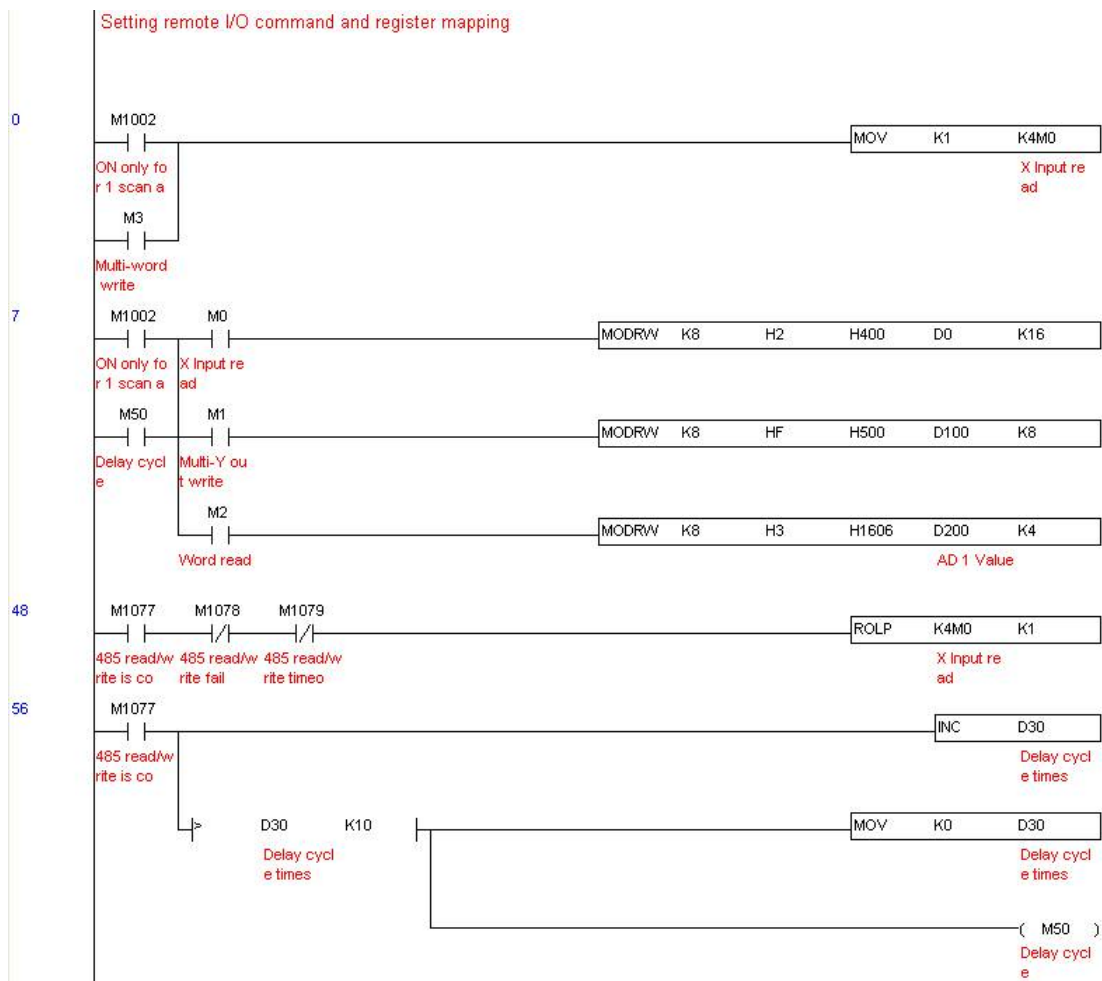 Setting remote I/O command and register mapping
0
M1002
MOV K1 K4M0
ON only fo
r 1 scan a
X Input re
ad
M3
Multi-word
write
7
M1002 M0
MODRW K8 H2 H400 D0 K16
ON only fo X Input re
r 1 scan a ad
M50 M1
MODRW K8 HF H500 D100 K8
Delay cycl Multi-Y ou
e t write
M2
MODRW K8 H3 H1606 D200 K4
Word read AD 1 Value
48
M1077 M1078 M1079
ROLP K4M0 K1
485 read/w 485 read/w 485 read/w X Input re
rite is co rite fail rite timeo ad
56
M1077
INC D30
485 read/w Delay cycl
rite is co e times
> D30 K10 MOV K0 D30
Delay cycl Delay cycl
e times e times
( M50 )
Delay cycl
e